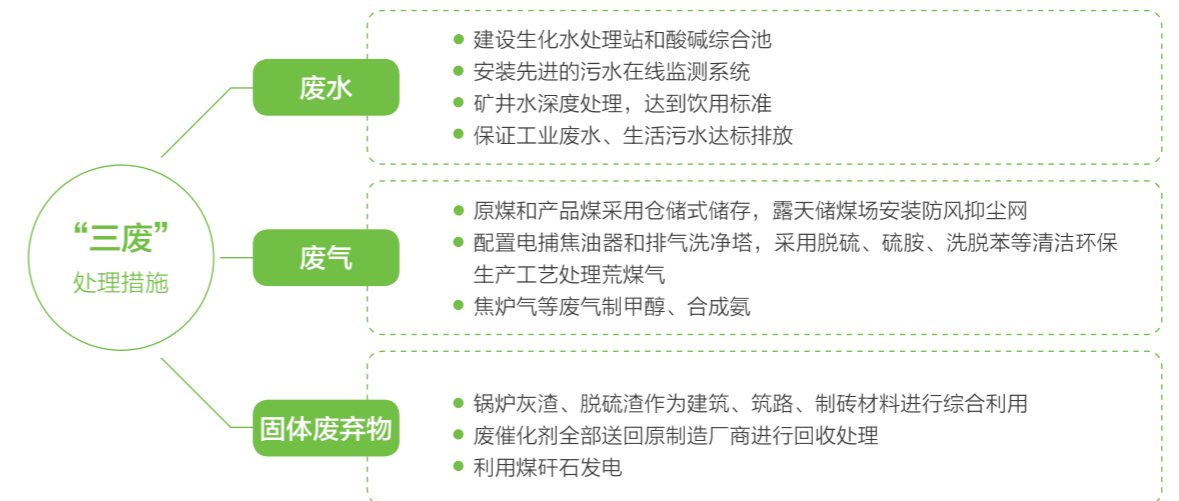 “三废”
处理措施
废水
建设生化水处理站和酸碱综合池
安装先进的污水在线监测系统
矿井水深度处理，达到饮用标准
保证工业废水、生活污水达标排放
废气
原煤和产品煤采用仓储式储存，露天储煤场安装防风抑尘网
配置电捕焦油器和排气洗净塔，采用脱硫、硫胺、洗脱苯等清洁环保
生产工艺处理荒煤气
焦炉气等废气制甲醇、合成氨
固体废弃物
锅炉灰渣、脱硫渣作为建筑、筑路、制砖材料进行综合利用
废催化剂全部送回原制造厂商进行回收处理
利用煤矸石发电